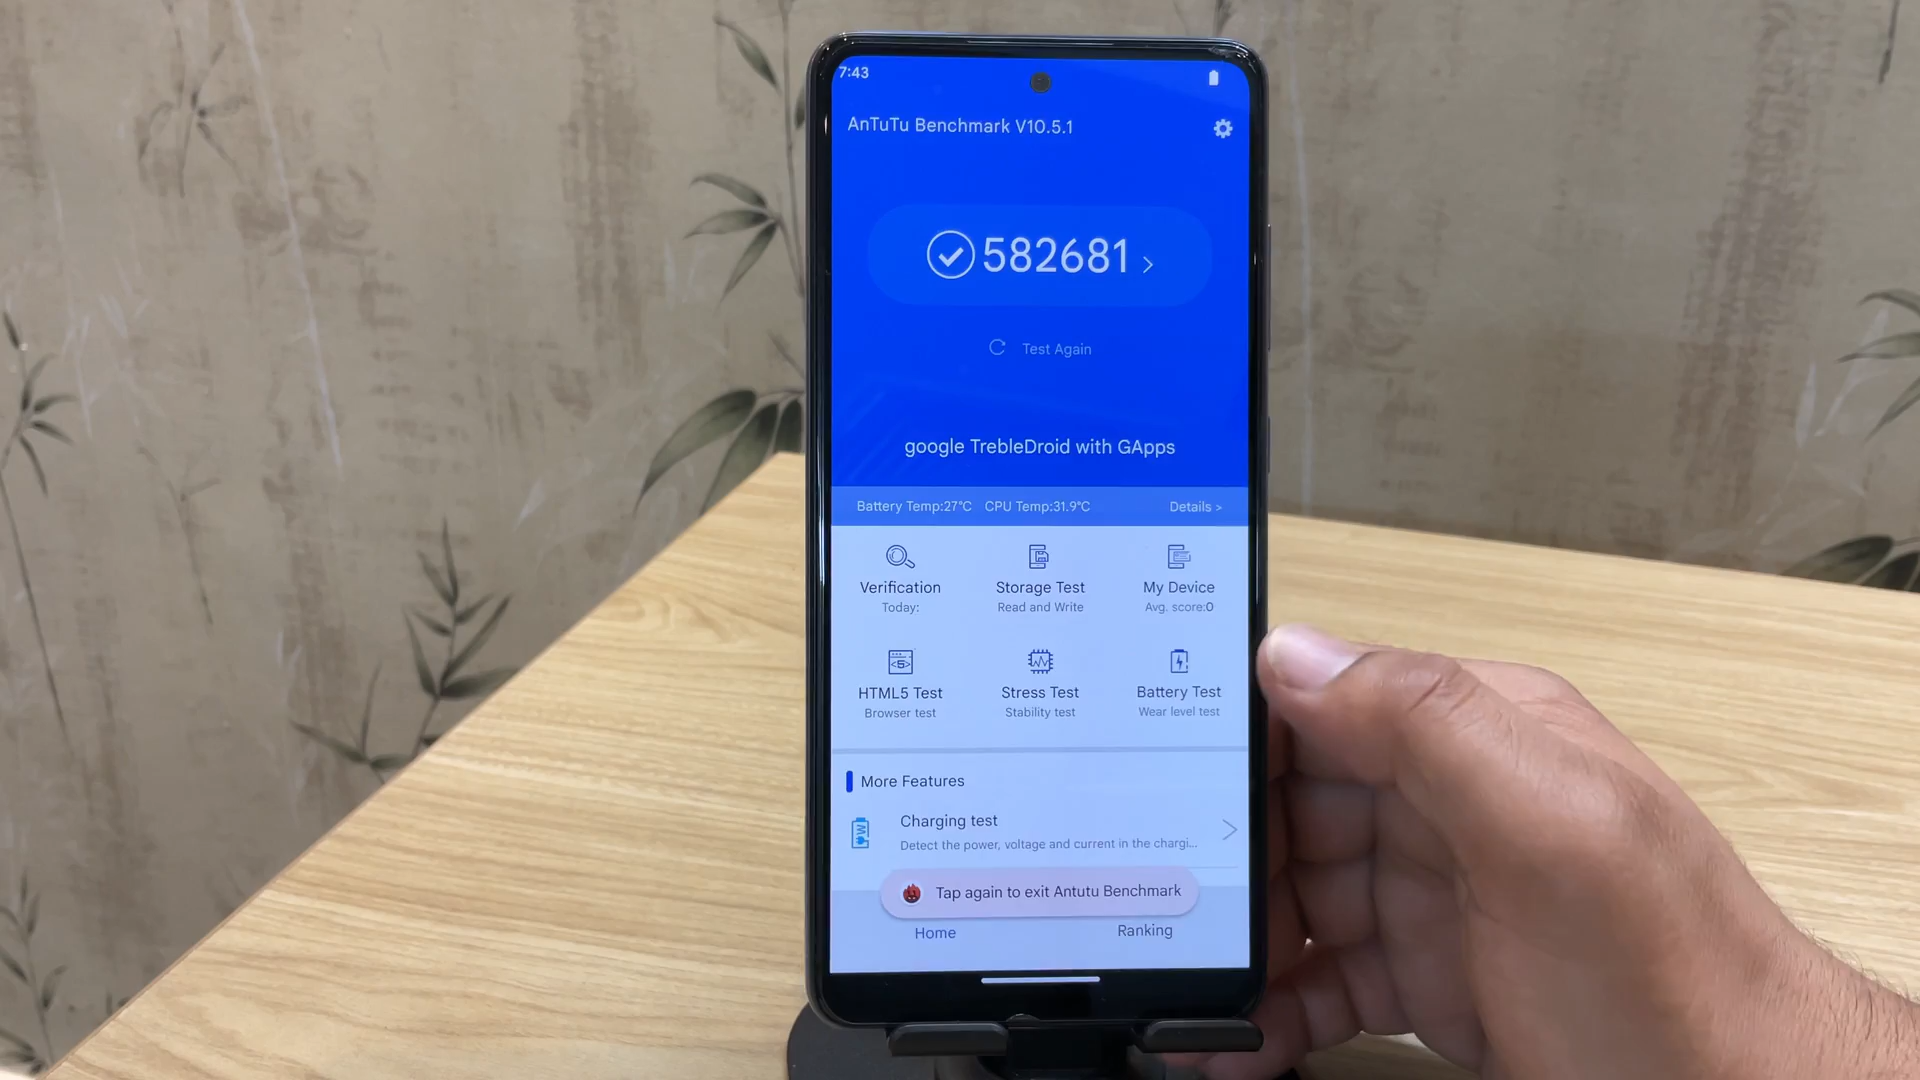 7:43
AnTuTu Benchmark V10.5.1
582681 >
Test Again
google TrebleDroid with GApps
Battery Temp:27°C CPU Temp:31.9°C Details >
Verification Storage Test My Device
Today: Read and Write Avg. score:0
HTML5 Test Stress Test Battery Test
Browser test Stability test Wear level test
More Features
Charging test
Detect the power, voltage and current in the chargi...
Tap again to exit Antutu Benchmark
Home Ranking